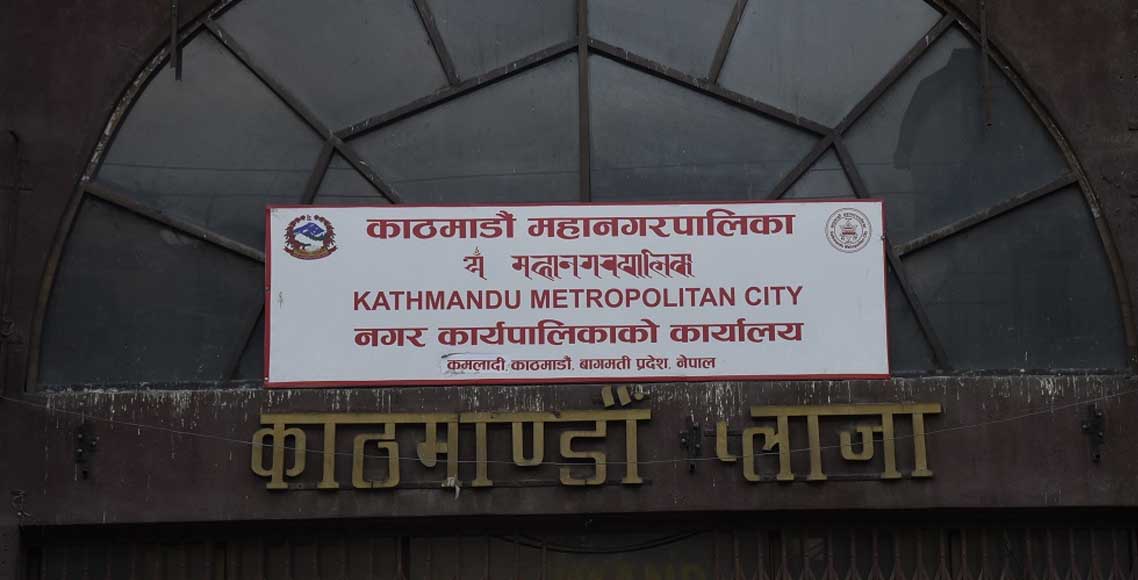 काठमाडौं महानगरपालिका
KATHMANDU METROPOLITAN CITY
नगर कार्यपालिकाको कार्यालय
कमलादी, काठमाडौं, बागमती प्रदेश, नेपाल
काठमाण्डौं प्लाजा